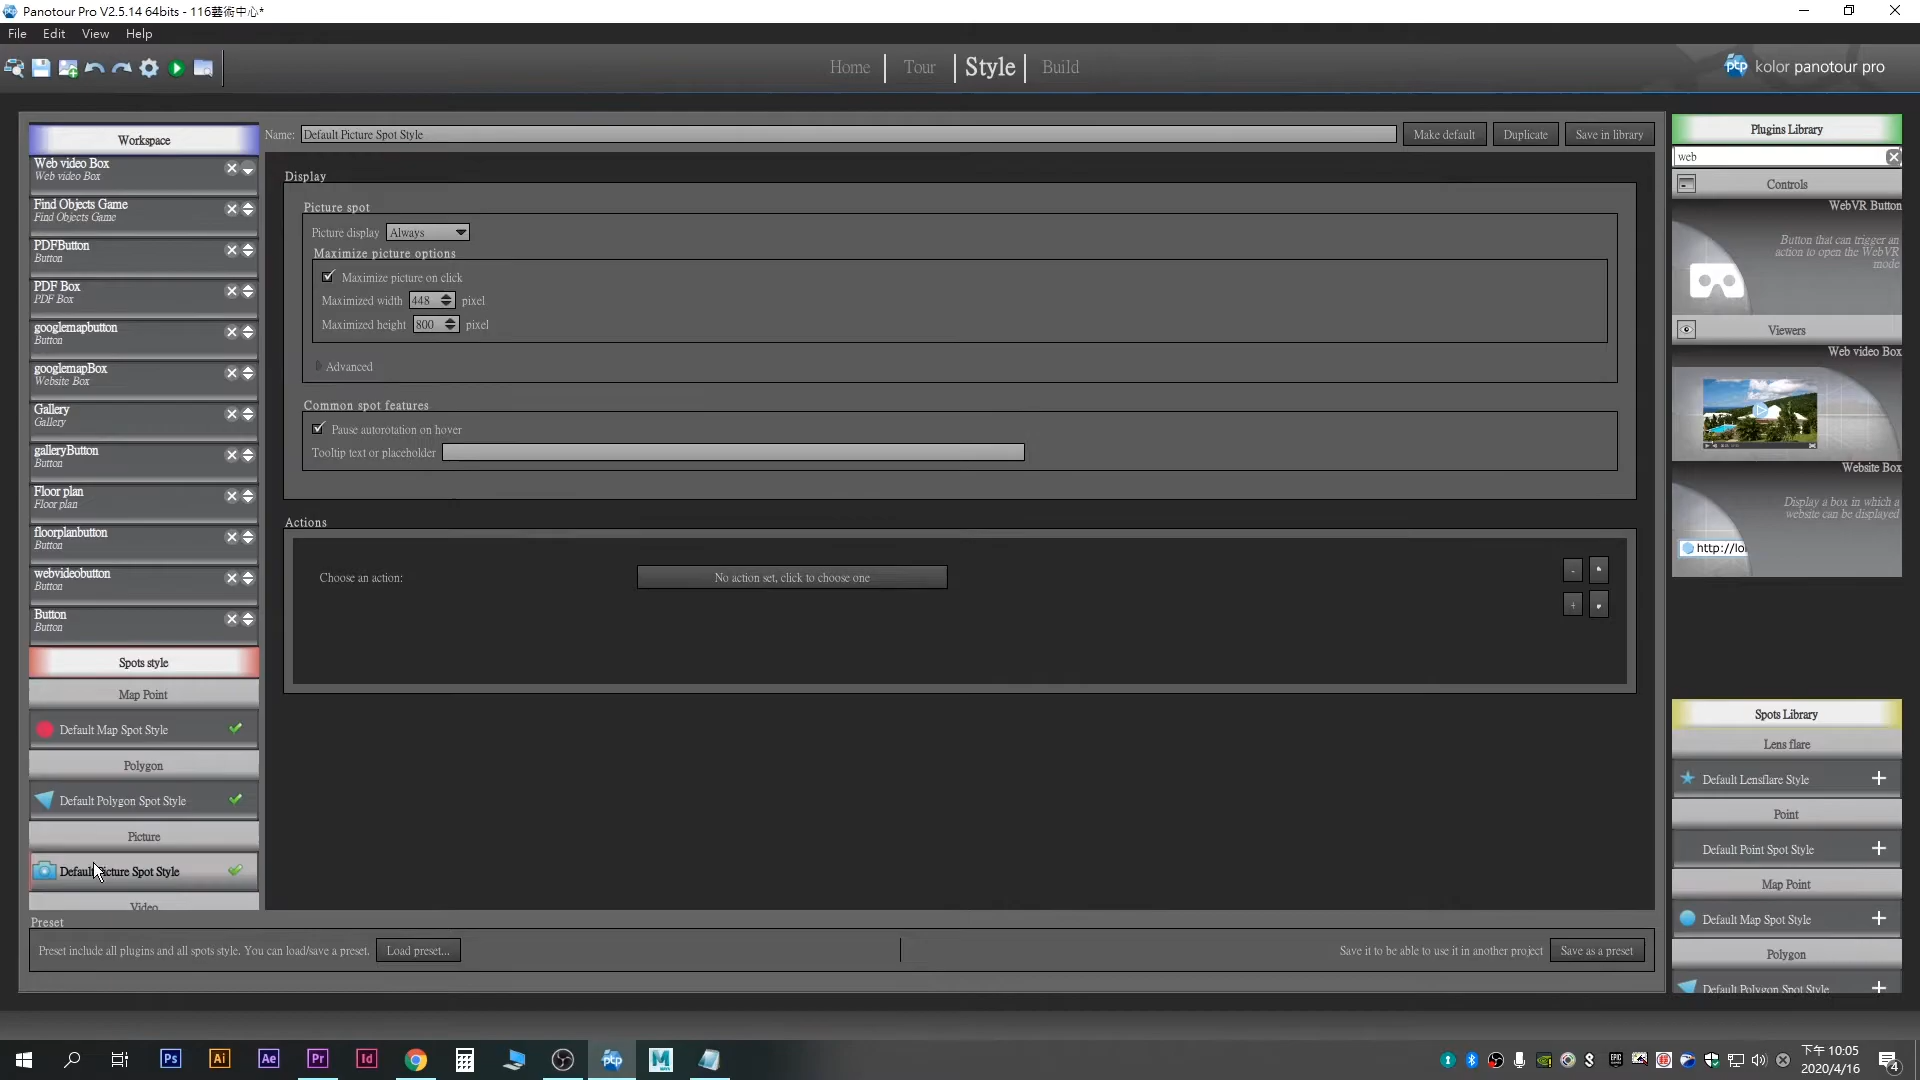 Panotour Pro V2.5.14 64bits - 116藝術中心*
File Edit View Help
Home Tour Style Build
ptp kolor panotour pro
Workspace
Web video Box
Web video Box
Find Objects Game
Find Objects Game
PDFButton
Button
PDF Box
PDF Box
googlemapbutton
Button
googlemapBox
Website Box
Gallery
Gallery
galleryButton
Button
Floor plan
Floor plan
floorplanbutton
Button
webvideobutton
Button
Button
Button
Spots style
Map Point
Default Map Spot Style
Polygon
Default Polygon Spot Style
Picture
Default Picture Spot Style
Video
Name: Default Picture Spot Style Make default Duplicate Save in library
Display
Picture spot
Picture display Always
Maximize picture options
Maximize picture on click
Maximized width 448 pixel
Maximized height 800 pixel
Advanced
Common spot features
Pause autorotation on hover
Tooltip text or placeholder
Actions
Choose an action: No action set, click to choose one
- +
Plugins Library
web
Controls
WebVR Button
Button that can trigger an
action to open the WebVR
mode
Viewers
Web video Box
Website Box
Display a box in which a
website can be displayed
http://lo
Spots Library
Lens flare
Default Lensflare Style
Point
Default Point Spot Style
Map Point
Default Map Spot Style
Polygon
Default Polygon Spot Style
Preset
Preset include all plugins and all spots style. You can load/save a preset. Load preset... Save it to be able to use it in another project Save as a preset
Ps Ai Ae Pr Id ptp M
下午 10:05
2020/4/16
4